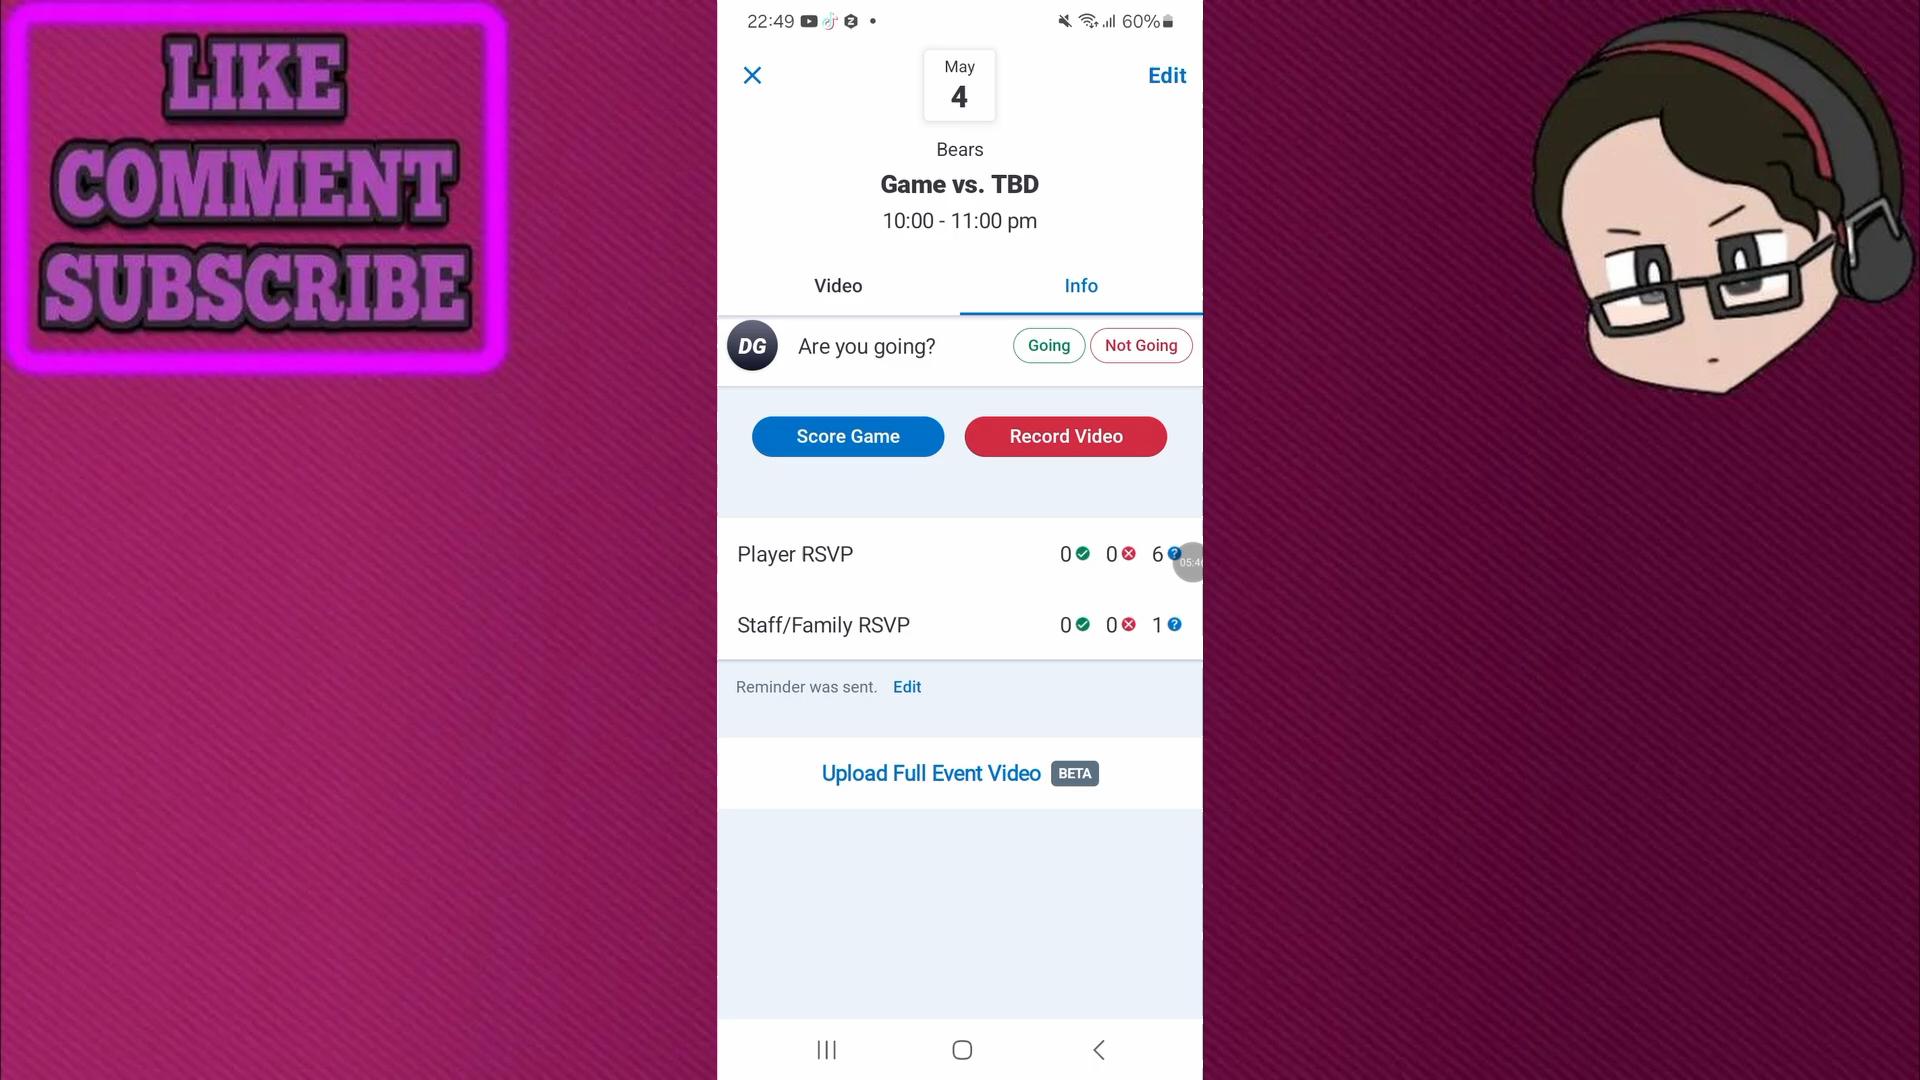 LIKE
COMMENT
SUBSCRIBE
22:49
60%
May
4
Edit
Bears
Game vs. TBD
10:00 - 11:00 pm
Video
Info
DG
Are you going?
Going
Not Going
Score Game
Record Video
Player RSVP
0 0 6 ?
Staff/Family RSVP
0 0 1 ?
Reminder was sent. Edit
Upload Full Event Video BETA